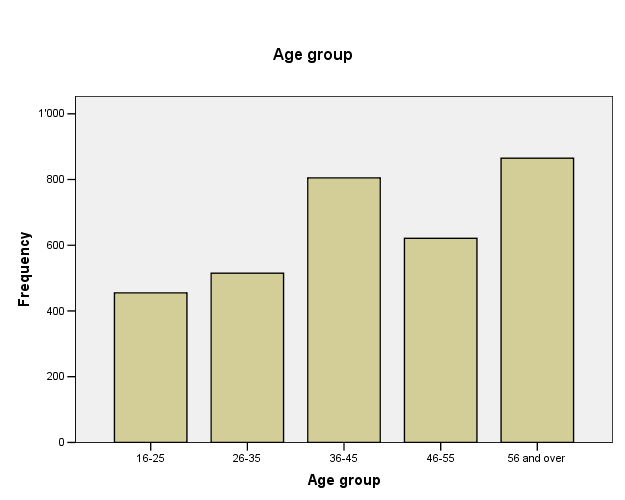 Age group
1'000
800
600
400
200
0
Frequency
16-25
26-35
36-45
46-55
56 and over
Age group